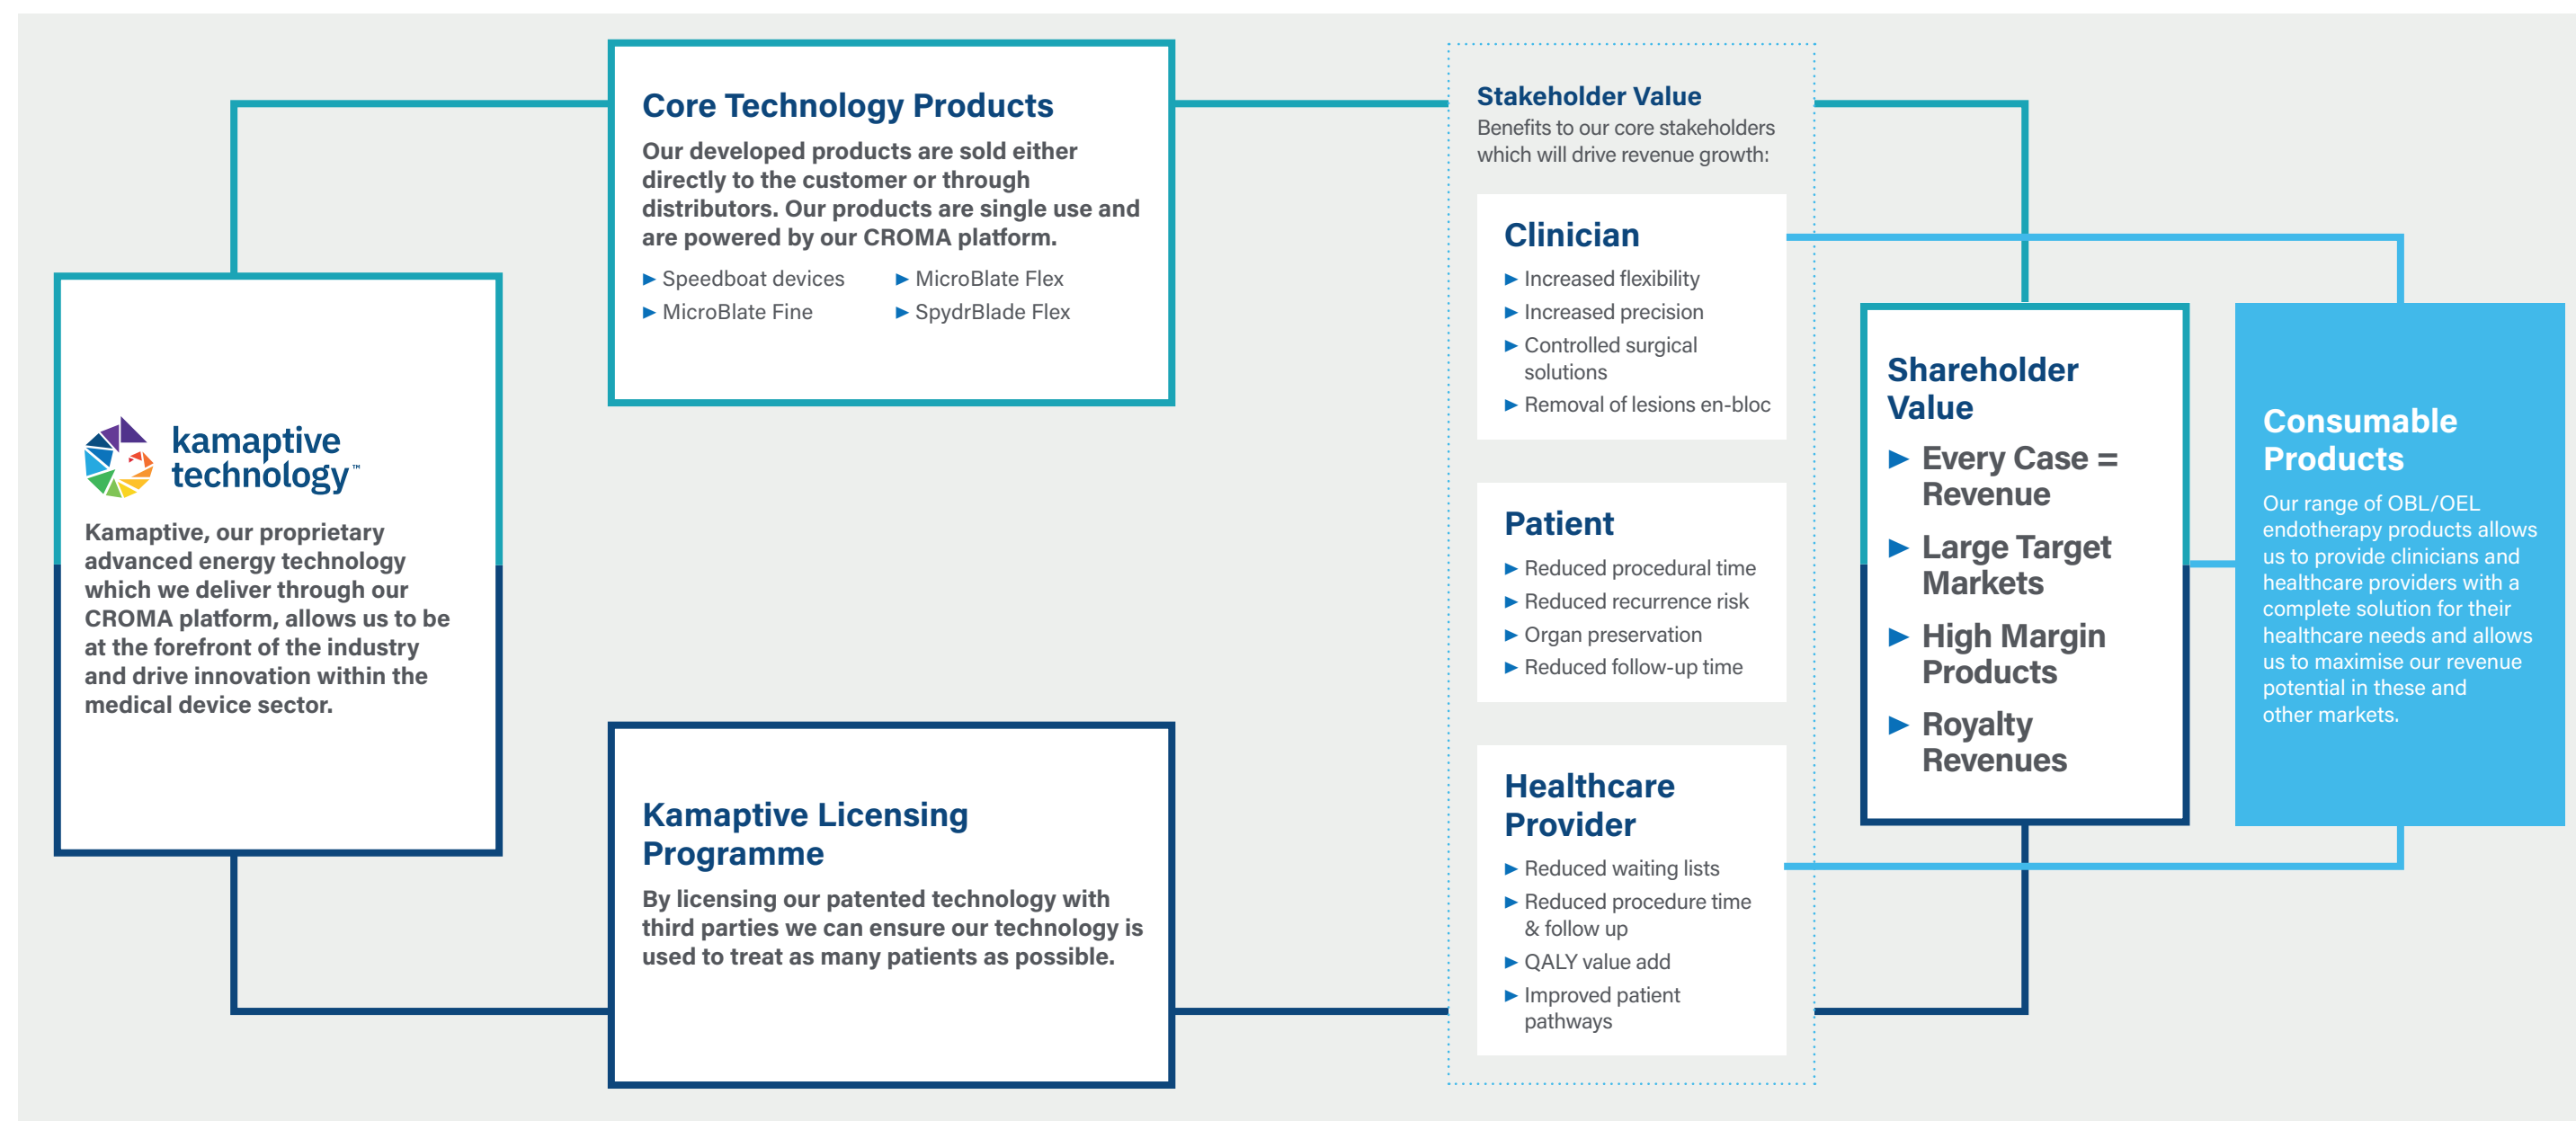 kamaptive
technology™
Kamaptive, our proprietary
advanced energy technology
which we deliver through our
CROMA platform, allows us to be
at the forefront of the industry
and drive innovation within the
medical device sector.
Core Technology Products
Our developed products are sold either
directly to the customer or through
distributors. Our products are single use and
are powered by our CROMA platform.
Speedboat devices
MicroBlate Fine
MicroBlate Flex
SpydrBlade Flex
Kamaptive Licensing
Programme
By licensing our patented technology with
third parties we can ensure our technology is
used to treat as many patients as possible.
Stakeholder Value
Benefits to our core stakeholders
which will drive revenue growth:
Clinician
Increased flexibility
Increased precision
Controlled surgical
solutions
Removal of lesions en-bloc
Patient
Reduced procedural time
Reduced recurrence risk
Organ preservation
Reduced follow-up time
Healthcare
Provider
Reduced waiting lists
Reduced procedure time
& follow up
QALY value add
Improved patient
pathways
Shareholder
Value
Every Case =
Revenue
Large Target
Markets
High Margin
Products
Royalty
Revenues
Consumable
Products
Our range of OBL/OEL
endotherapy products allows
us to provide clinicians and
healthcare providers with a
complete solution for their
healthcare needs and allows
us to maximise our revenue
potential in these and
other markets.